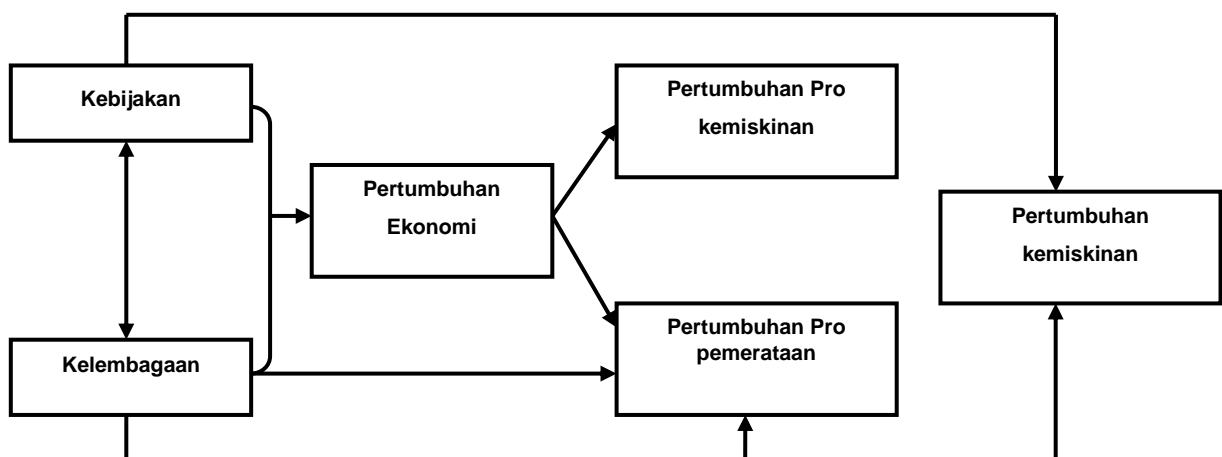 Kebijakan
Pertumbuhan Pro
kemiskinan
Pertumbuhan
Ekonomi
Pertumbuhan
kemiskinan
Pertumbuhan Pro
pemerataan
Kelembagaan